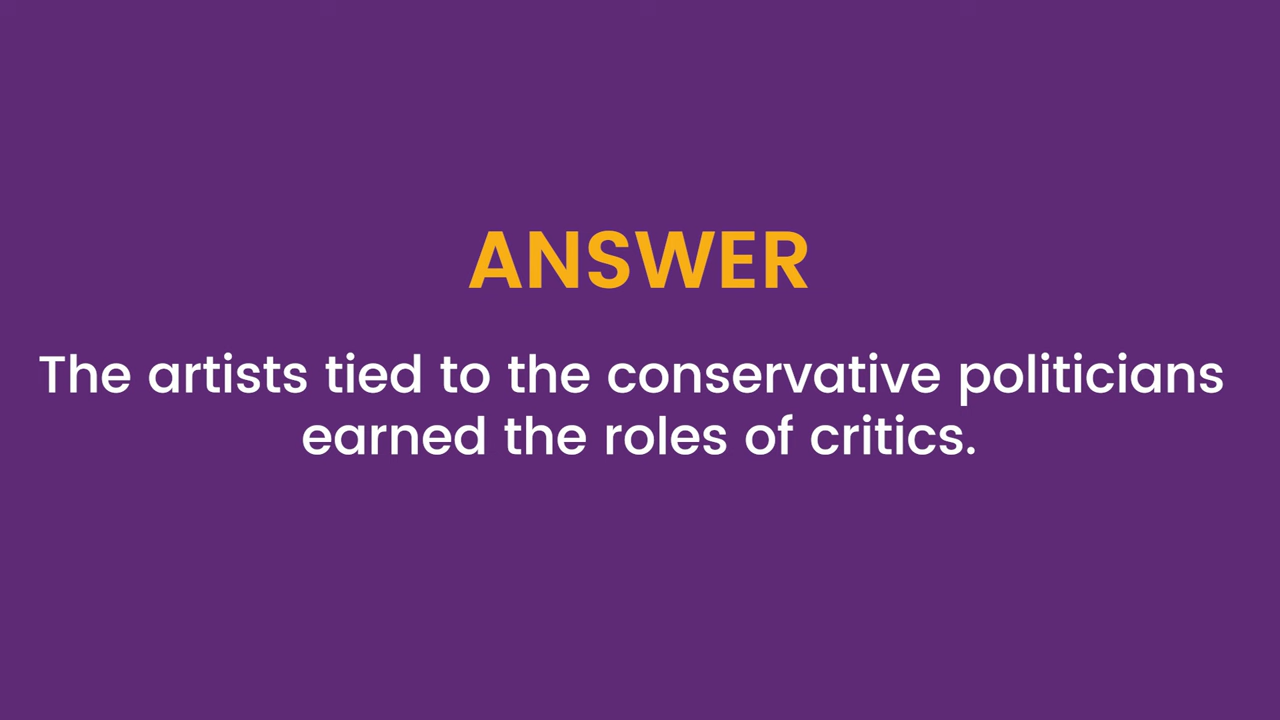 ANSWER
The artists tied to the conservative politicians
earned the roles of critics.